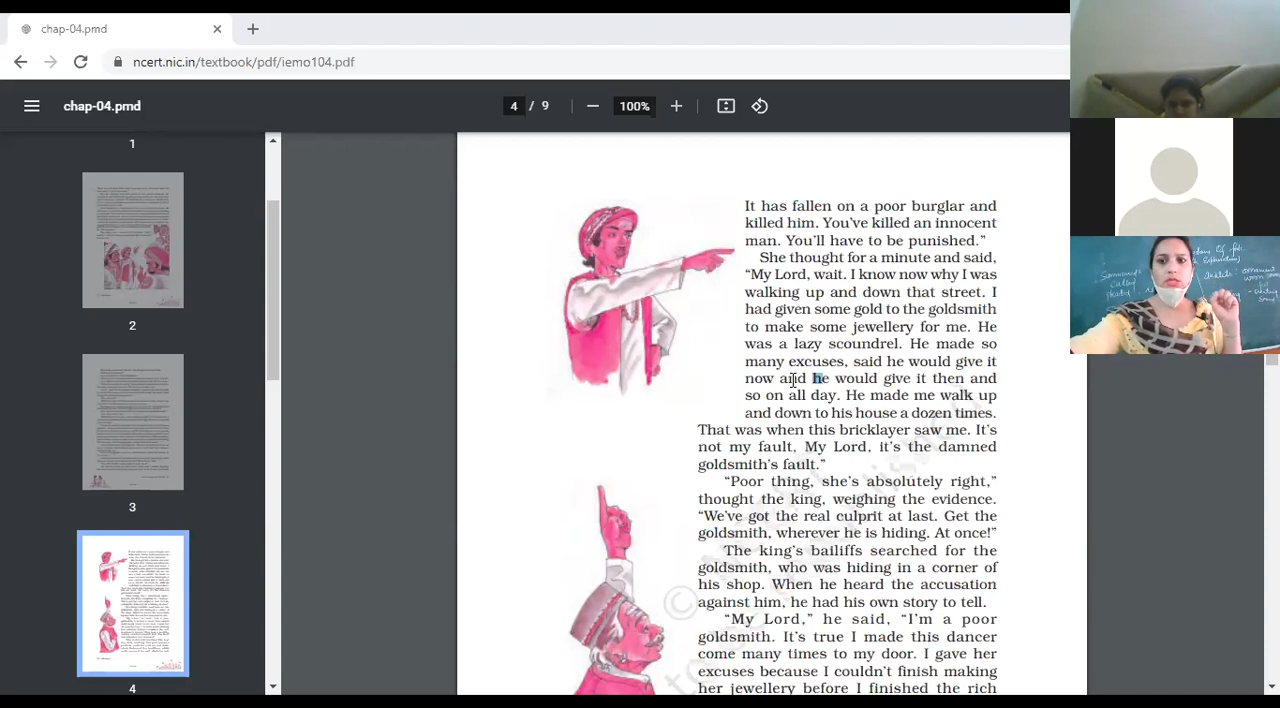 chap-04.pmd
ncert.nic.in/textbook/pdf/iemo104.pdf
chap-04.pmd
4 / 9
100%
1
2
3
4
It has fallen on a poor burglar and
killed him. You've killed an innocent
man. You'll have to be punished.”
She thought for a minute and said,
“My Lord, wait. I know now why I was
walking up and down that street. I
had given some gold to the goldsmith
to make some jewellery for me. He
was a lazy scoundrel. He made so
many excuses, said he would give it
now and he would give it then and
so on all day. He made me walk up
and down to his house a dozen times.
That was when this bricklayer saw me. It's
not my fault, My Lord, it's the damned
goldsmith's fault.”
“Poor thing, she's absolutely right,”
thought the king, weighing the evidence.
“We've got the real culprit at last. Get the
goldsmith, wherever he is hiding. At once!”
The king's bailiffs searched for the
goldsmith, who was hiding in a corner of
his shop. When he heard the accusation
against him, he had his own story to tell.
“My Lord,” he said, “I'm a poor
goldsmith. It's true I made this dancer
come many times to my door. I gave her
excuses because I couldn't finish making
her jewellery before I finished the rich